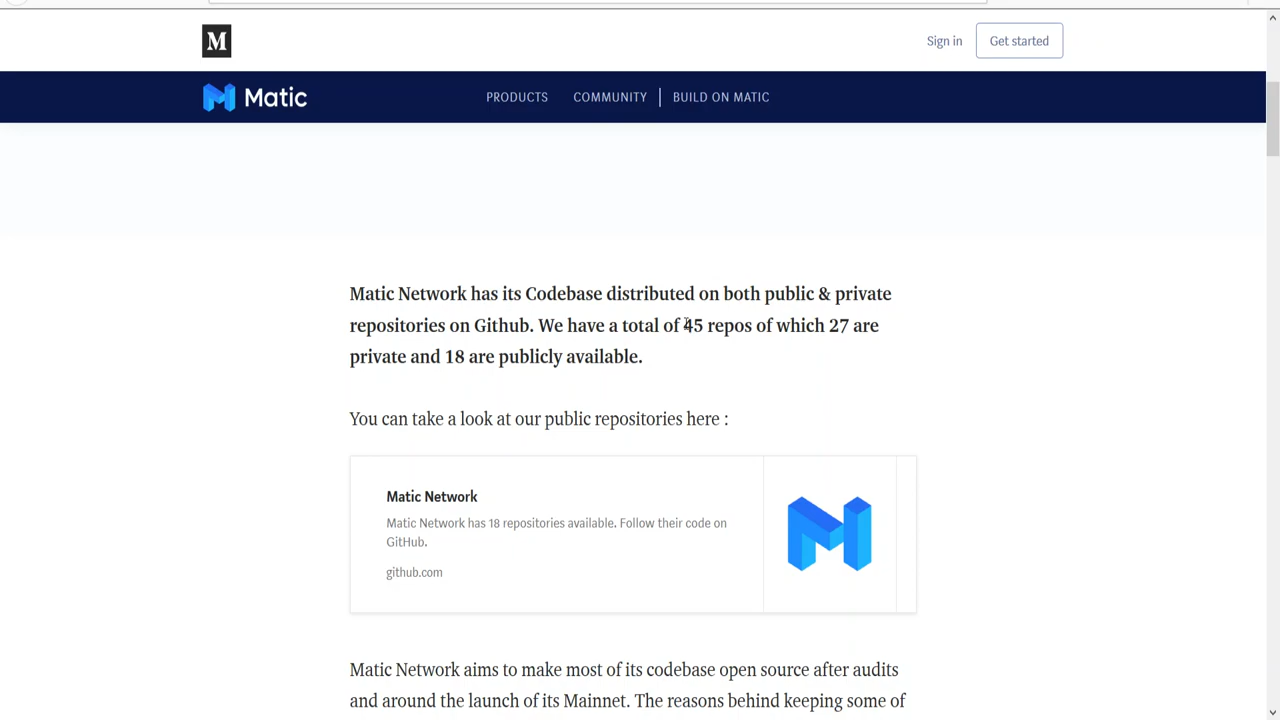 M
Sign in
Get started
Matic
PRODUCTS
COMMUNITY
BUILD ON MATIC
Matic Network has its Codebase distributed on both public & private
repositories on Github. We have a total of 45 repos of which 27 are
private and 18 are publicly available.
You can take a look at our public repositories here :
Matic Network
Matic Network has 18 repositories available. Follow their code on
GitHub.
github.com
Matic Network aims to make most of its codebase open source after audits
and around the launch of its Mainnet. The reasons behind keeping some of